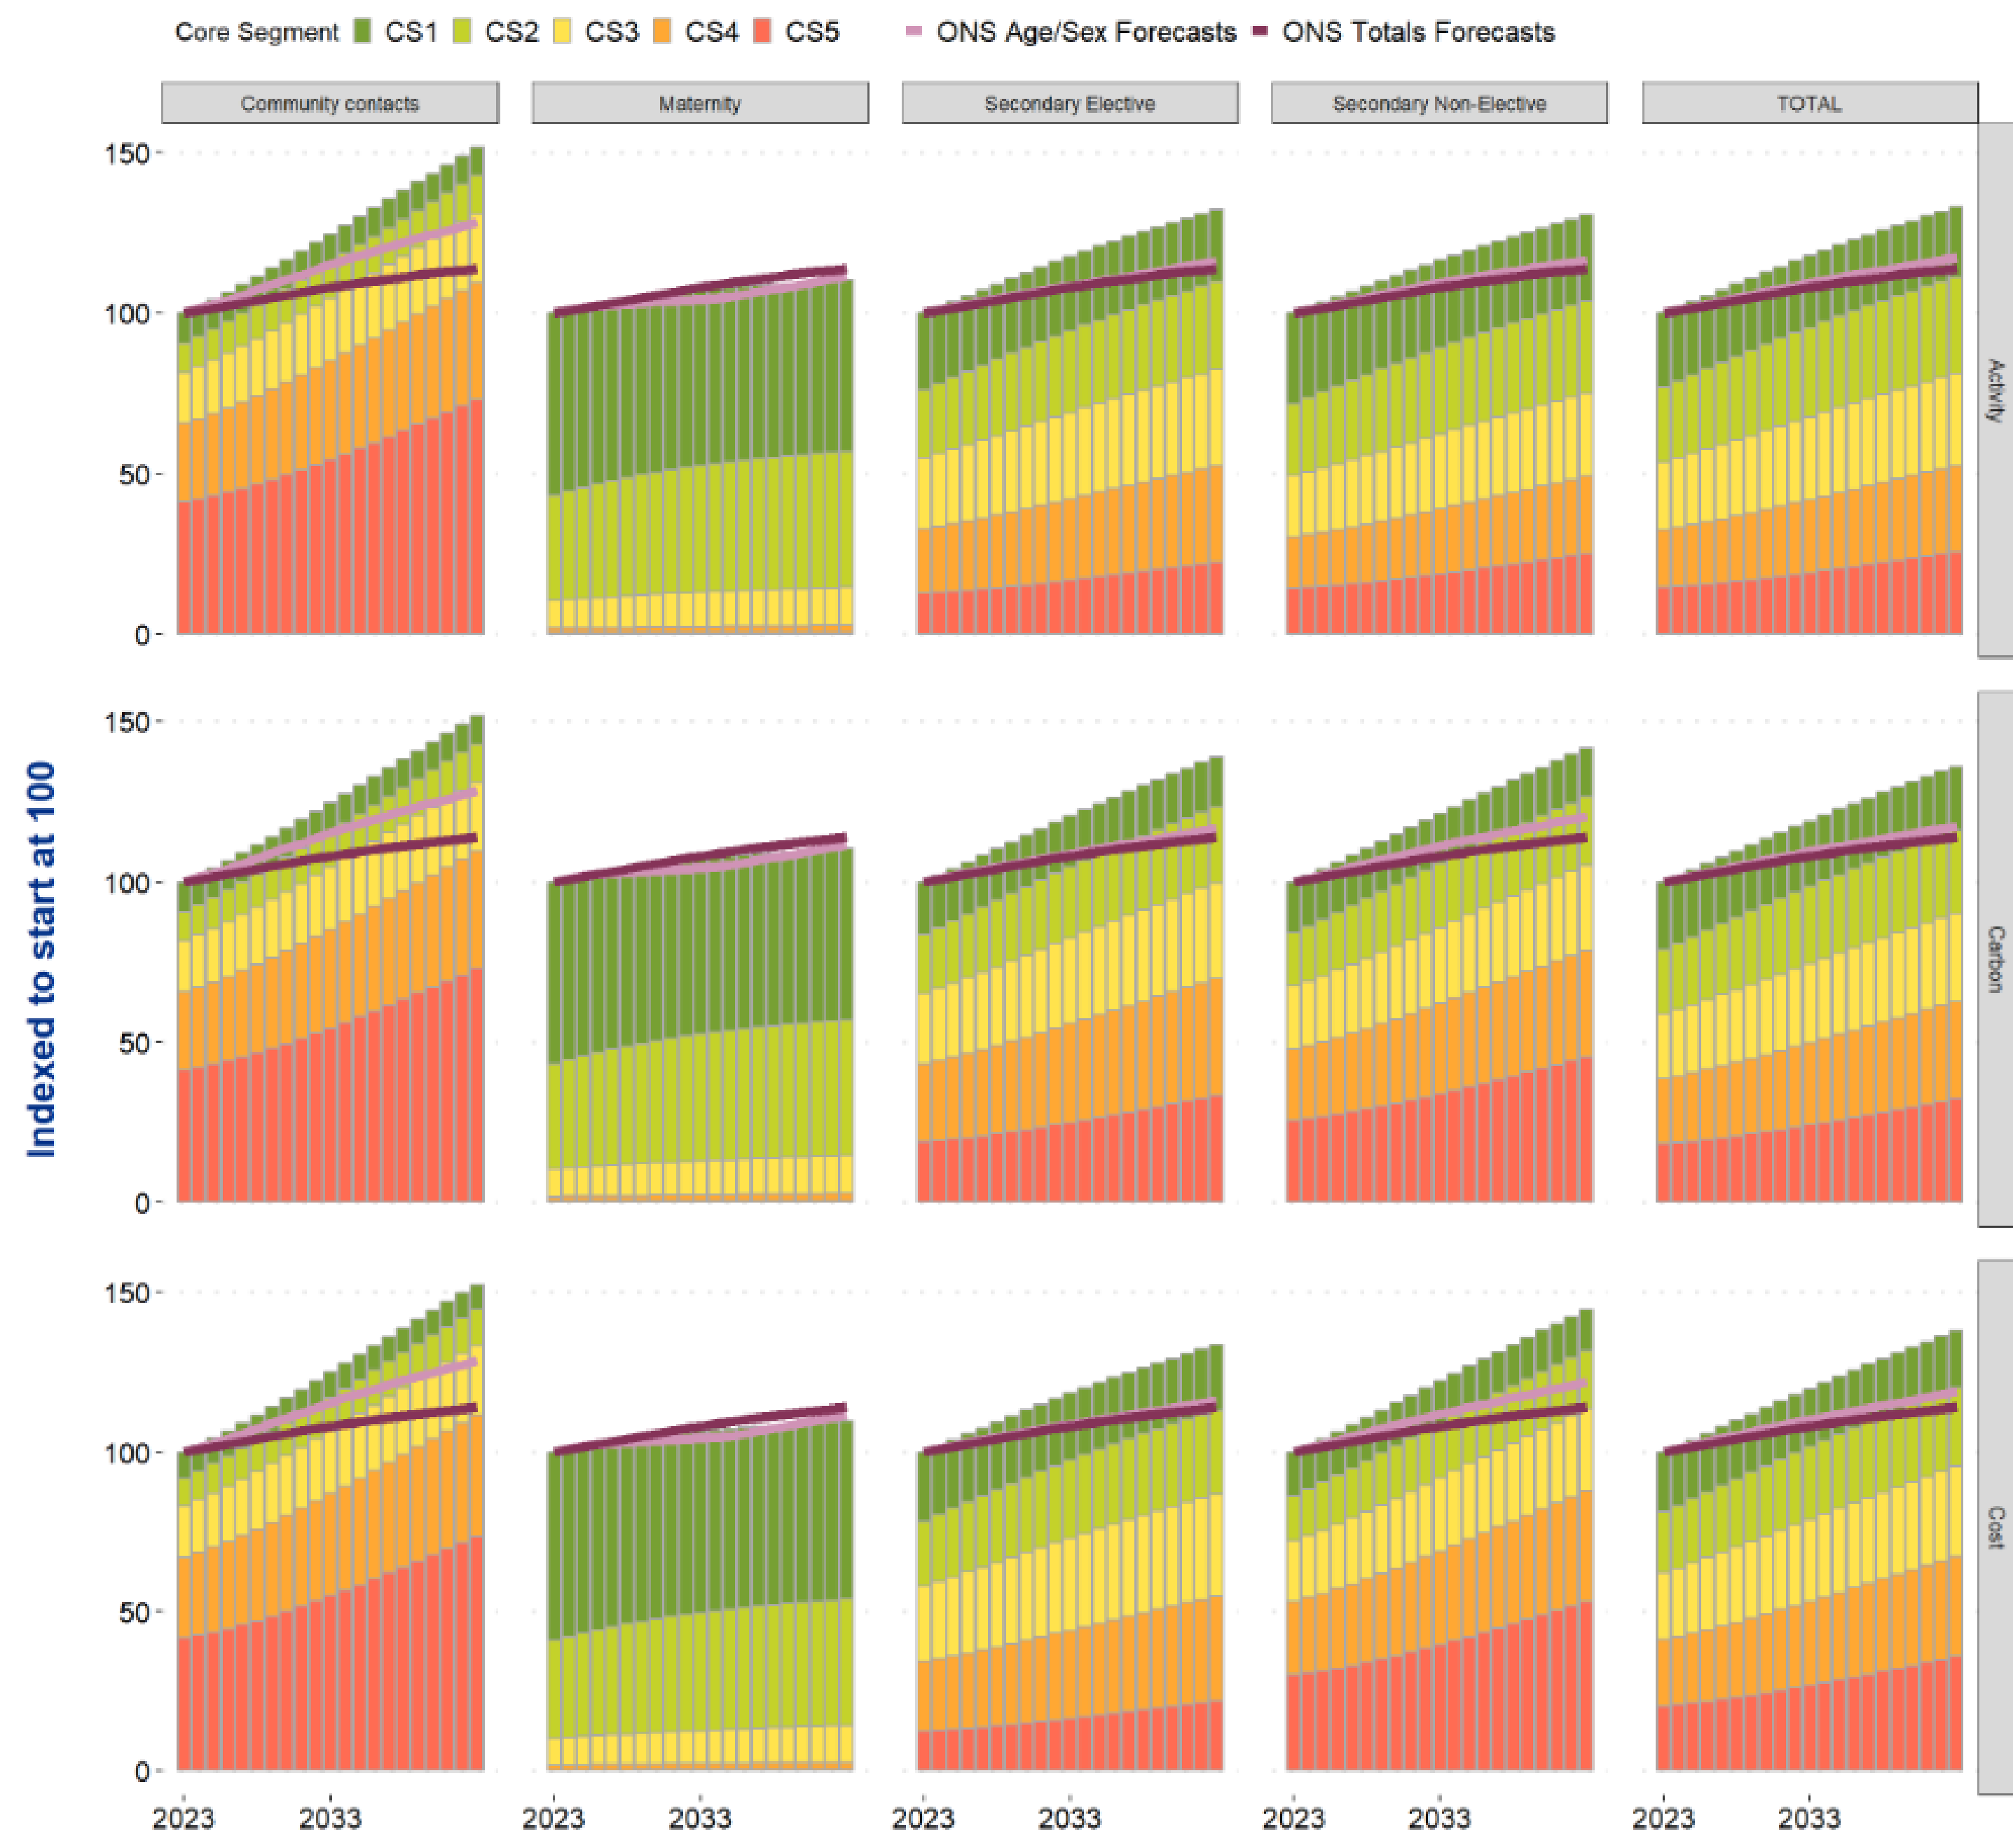 Core Segment CS1 CS2 CS3 CS4 CS5 ONS Age/Sex Forecasts ONS Totals Forecasts
Community contacts Maternity Secondary Elective Secondary Non-Elective TOTAL
150
100
50
0
Activity
150
100
50
0
Carbon
150
100
50
0
Cost
Indexed to start at 100
2023 2033 2023 2033 2023 2033 2023 2033 2023 2033